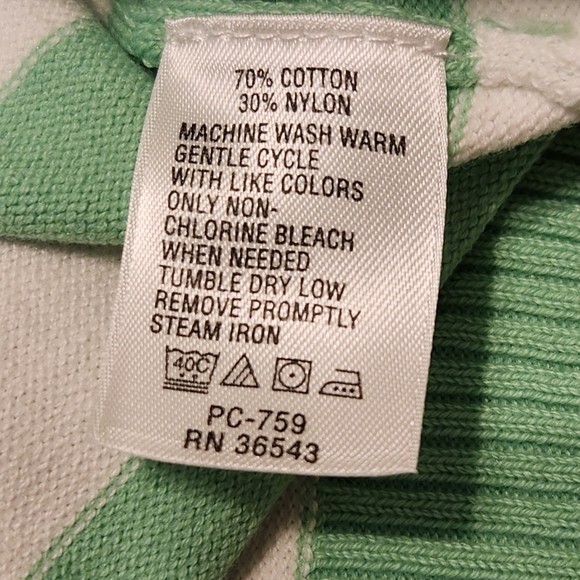 70% COTTON
30% NYLON
MACHINE WASH WARM
GENTLE CYCLE
WITH LIKE COLORS
ONLY NON-
CHLORINE BLEACH
WHEN NEEDED
TUMBLE DRY LOW
REMOVE PROMPTLY
STEAM IRON
40C
PC-759
RN 36543